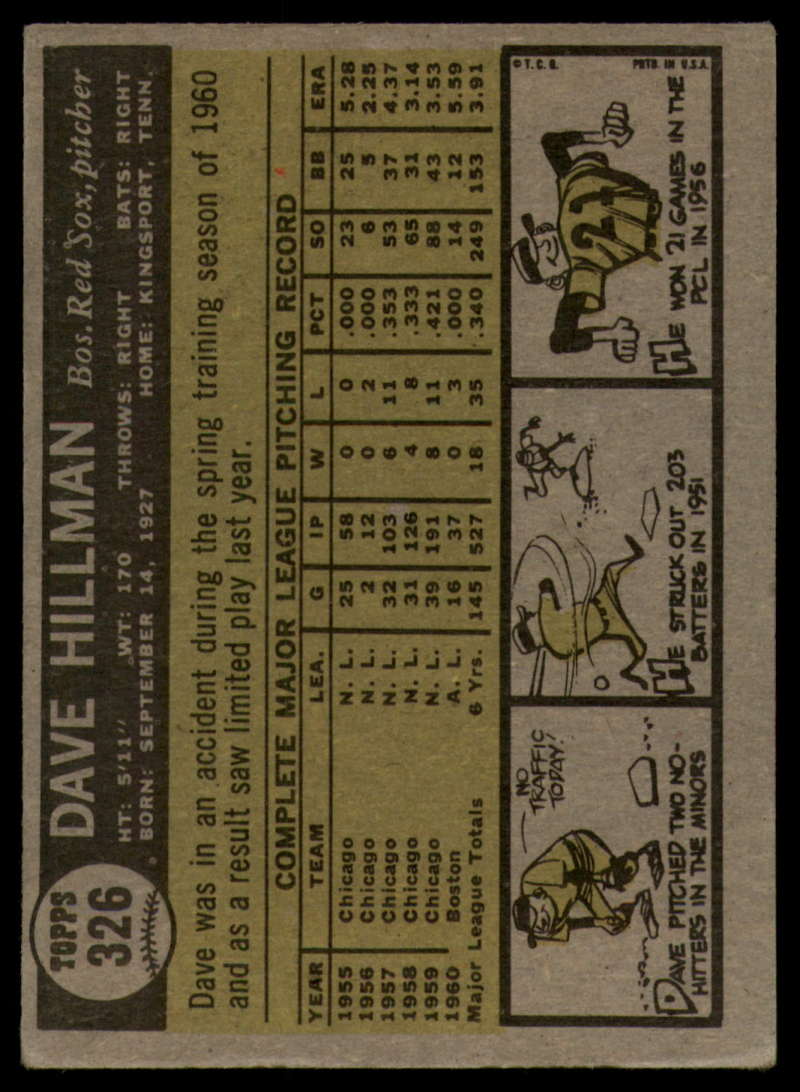 TOPPS
326
DAVE HILLMAN Bos. Red Sox, pitcher
HT: 5'11" WT: 170 THROWS: RIGHT BATS: RIGHT
BORN: SEPTEMBER 14, 1927 HOME: KINGSPORT, TENN.
Dave was in an accident during the spring training season of 1960
and as a result saw limited play last year.
COMPLETE MAJOR LEAGUE PITCHING RECORD
YEAR TEAM LEA. G IP W L PCT SO BB ERA
1955 Chicago N. L. 25 58 0 0 .000 23 25 5.28
1956 Chicago N. L. 2 12 0 2 .000 6 5 2.25
1957 Chicago N. L. 32 103 6 11 .353 53 37 4.37
1958 Chicago N. L. 31 126 4 8 .333 65 31 3.14
1959 Chicago N. L. 39 191 8 11 .421 88 43 3.53
1960 Boston A. L. 16 37 0 3 .000 14 12 5.59
Major League Totals 6 Yrs. 145 527 18 35 .340 249 153 3.91
NO
TRAFFIC
TODAY!
DAVE PITCHED TWO NO-
HITTERS IN THE MINORS
HE STRUCK OUT 203
BATTERS IN 1951
© T. C. G. PRTD. IN U.S.A.
21
HE WON 21 GAMES IN THE
PCL IN 1956